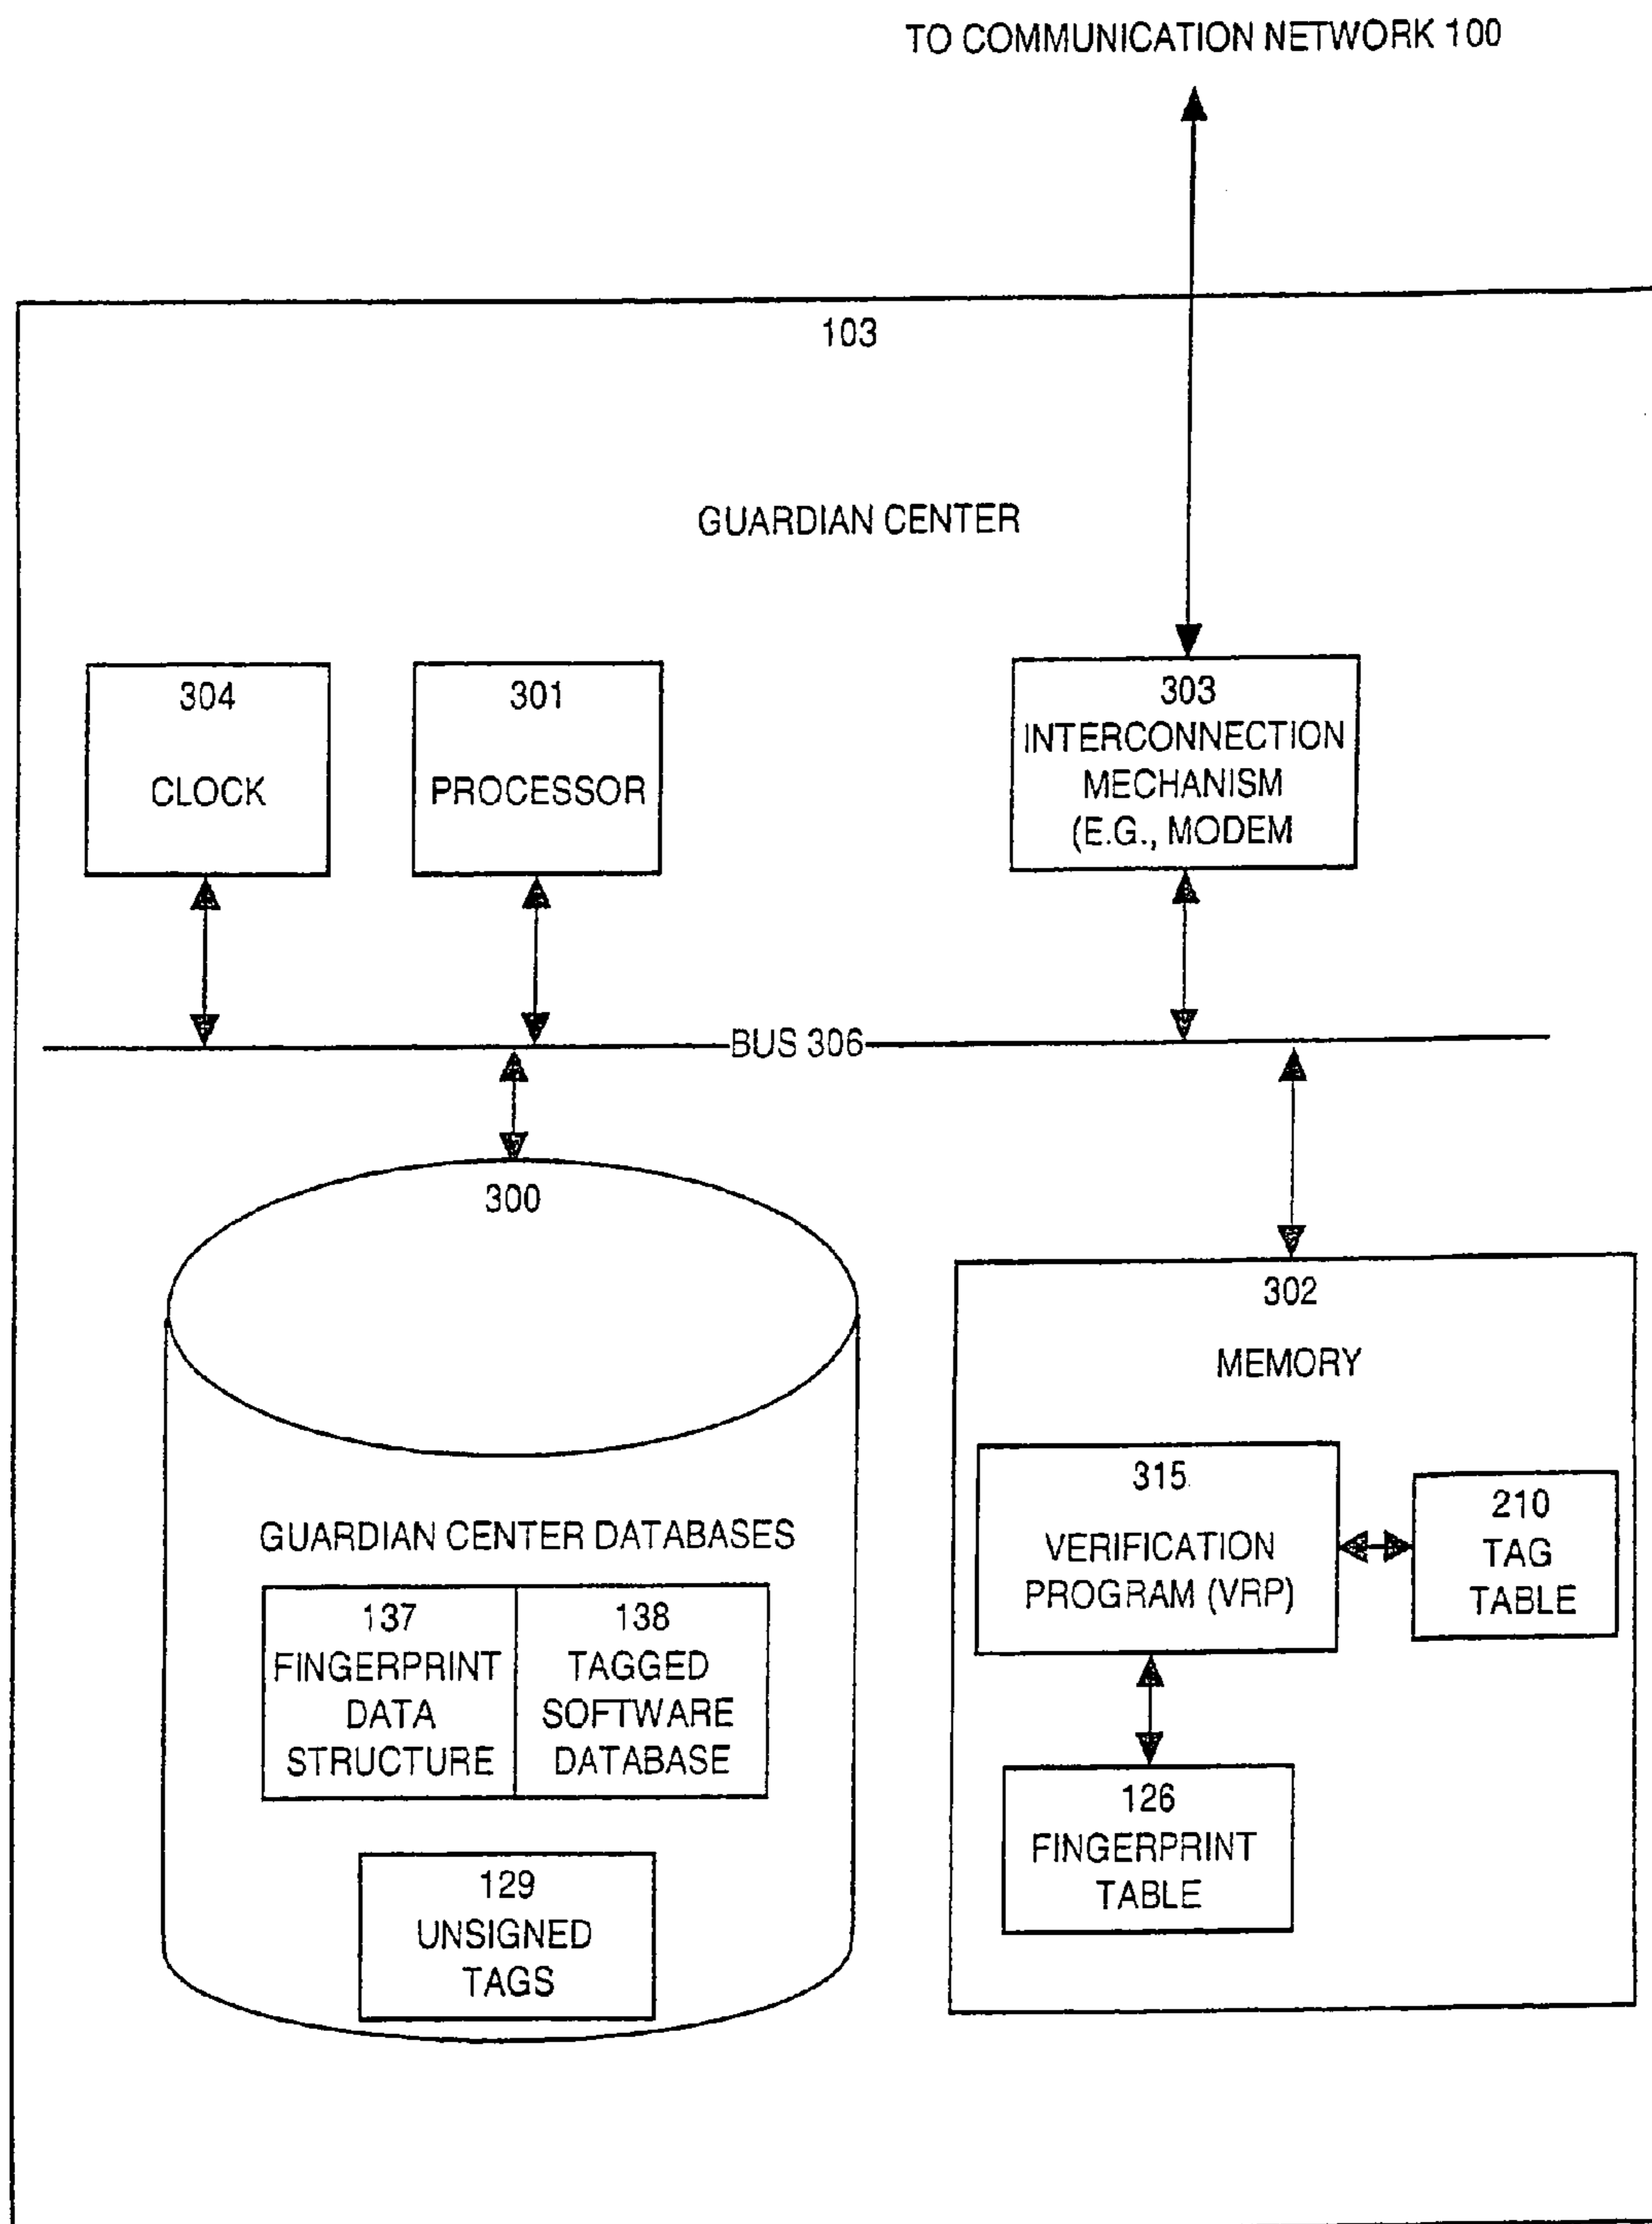 TO COMMUNICATION NETWORK 100
103
GUARDIAN CENTER
304
CLOCK
301
PROCESSOR
303
INTERCONNECTION
MECHANISM
(E.G., MODEM
BUS 306
300
GUARDIAN CENTER DATABASES
137
FINGERPRINT
DATA
STRUCTURE
138
TAGGED
SOFTWARE
DATABASE
129
UNSIGNED
TAGS
302
MEMORY
315
VERIFICATION
PROGRAM (VRP)
210
TAG
TABLE
126
FINGERPRINT
TABLE